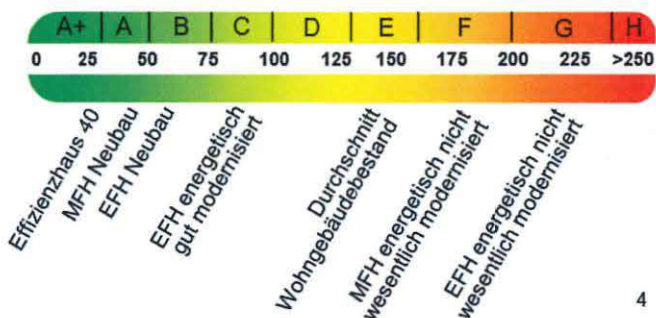 A+ A B C D E F G H
0 25 50 75 100 125 150 175 200 225 >250
Effizienzhaus 40
MFH Neubau
EFH Neubau
EFH energetisch
gut modernisiert
Durchschnitt
Wohngebäudebestand
MFH energetisch nicht
wesentlich modernisiert
EFH energetisch nicht
wesentlich modernisiert
4